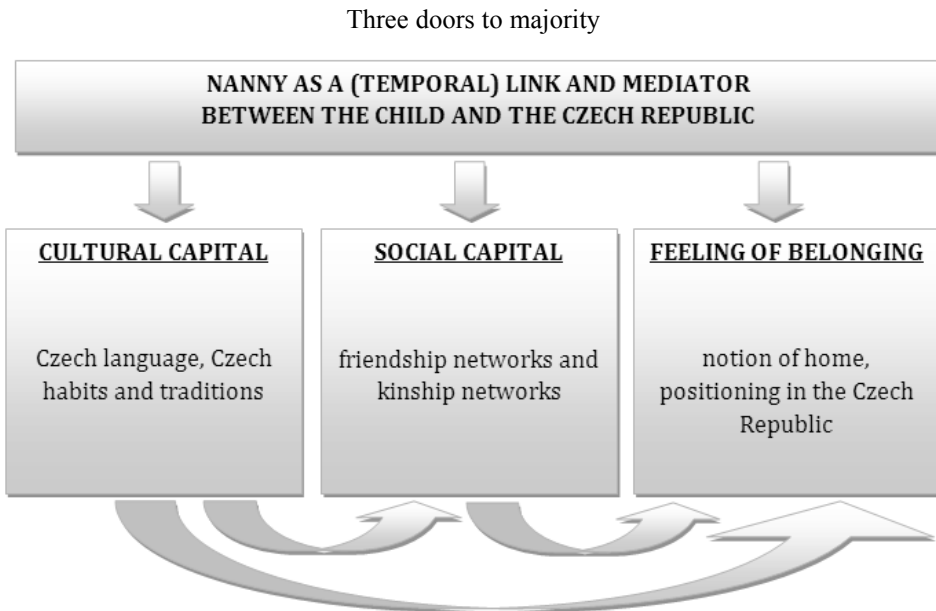 Three doors to majority
NANNY AS A (TEMPORAL) LINK AND MEDIATOR
BETWEEN THE CHILD AND THE CZECH REPUBLIC
CULTURAL CAPITAL
Czech language, Czech
habits and traditions
SOCIAL CAPITAL
friendship networks and
kinship networks
FEELING OF BELONGING
notion of home,
positioning in the Czech
Republic